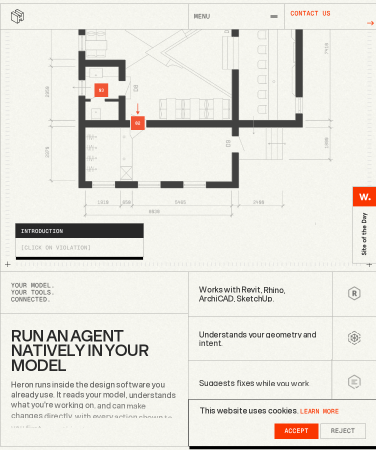 MENU
CONTACT US
→
B1
B2
W.
Site of the Day
INTRODUCTION
[CLICK ON VIOLATION]
YOUR MODEL.
YOUR TOOLS.
CONNECTED.
RUN AN AGENT
NATIVELY IN YOUR
MODEL
Heron runs inside the design software you
already use. It reads your model, understands
what you're working on, and can make
changes directly, with every action shown to
Works with Revit, Rhino,
ArchiCAD, SketchUp.
R
Understands your geometry and
intent.
Suggests fixes while you work
This website uses cookies. LEARN MORE
ACCEPT
REJECT